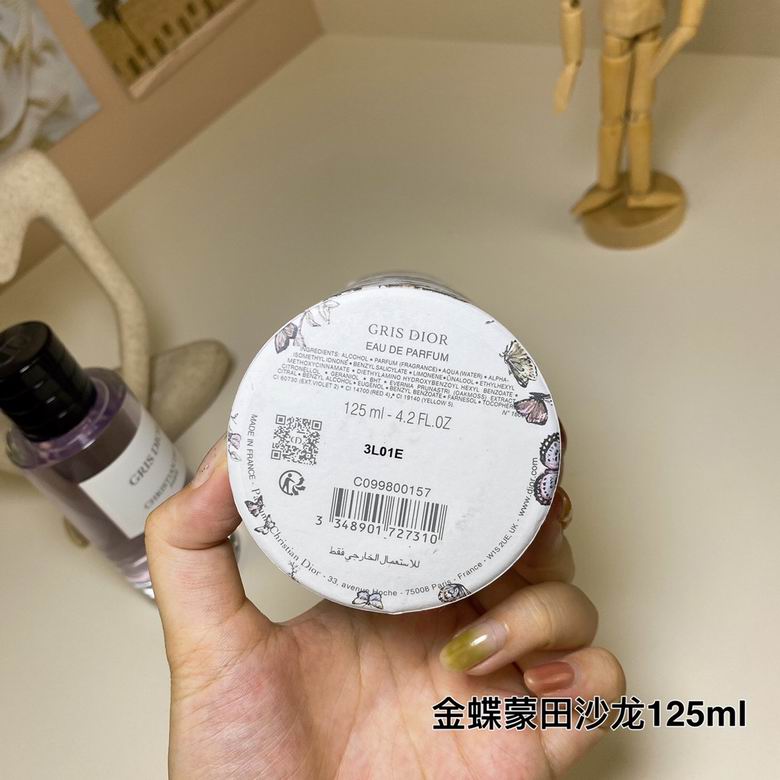 GRIS DIOR
EAU DE PARFUM
INGREDIENTS: ALCOHOL • PARFUM (FRAGRANCE) • AQUA (WATER) • ALPHA-
ISOMETHYL IONONE • BENZYL SALICYLATE • LIMONENE • LINALOOL • ETHYLHEXYL
METHOXYCINNAMATE • DIETHYLAMINO HYDROXYBENZOYL HEXYL BENZOATE •
CITRONELLOL • GERANIOL • BHT • EVERNIA PRUNASTRI (OAKMOSS) EXTRACT
CITRAL • BENZYL ALCOHOL • EUGENOL • BENZYL BENZOATE • FARNESOL • TOCOPHEROL
CI 60730 (EXT. VIOLET 2) • CI 14700 (RED 4) • CI 19140 (YELLOW 5)
125 ml - 4.2 FL.OZ
3L01E
C099800157
3 348901 727310
للاستعمال الخارجي فقط
MADE IN FRANCE - Parfums Christian Dior - 33, avenue Hoche - 75008 Paris - France - W1S 2UE, UK - www.dior.com
GRIS DIOR
CHRISTIAN
金蝶蒙田沙龙125ml